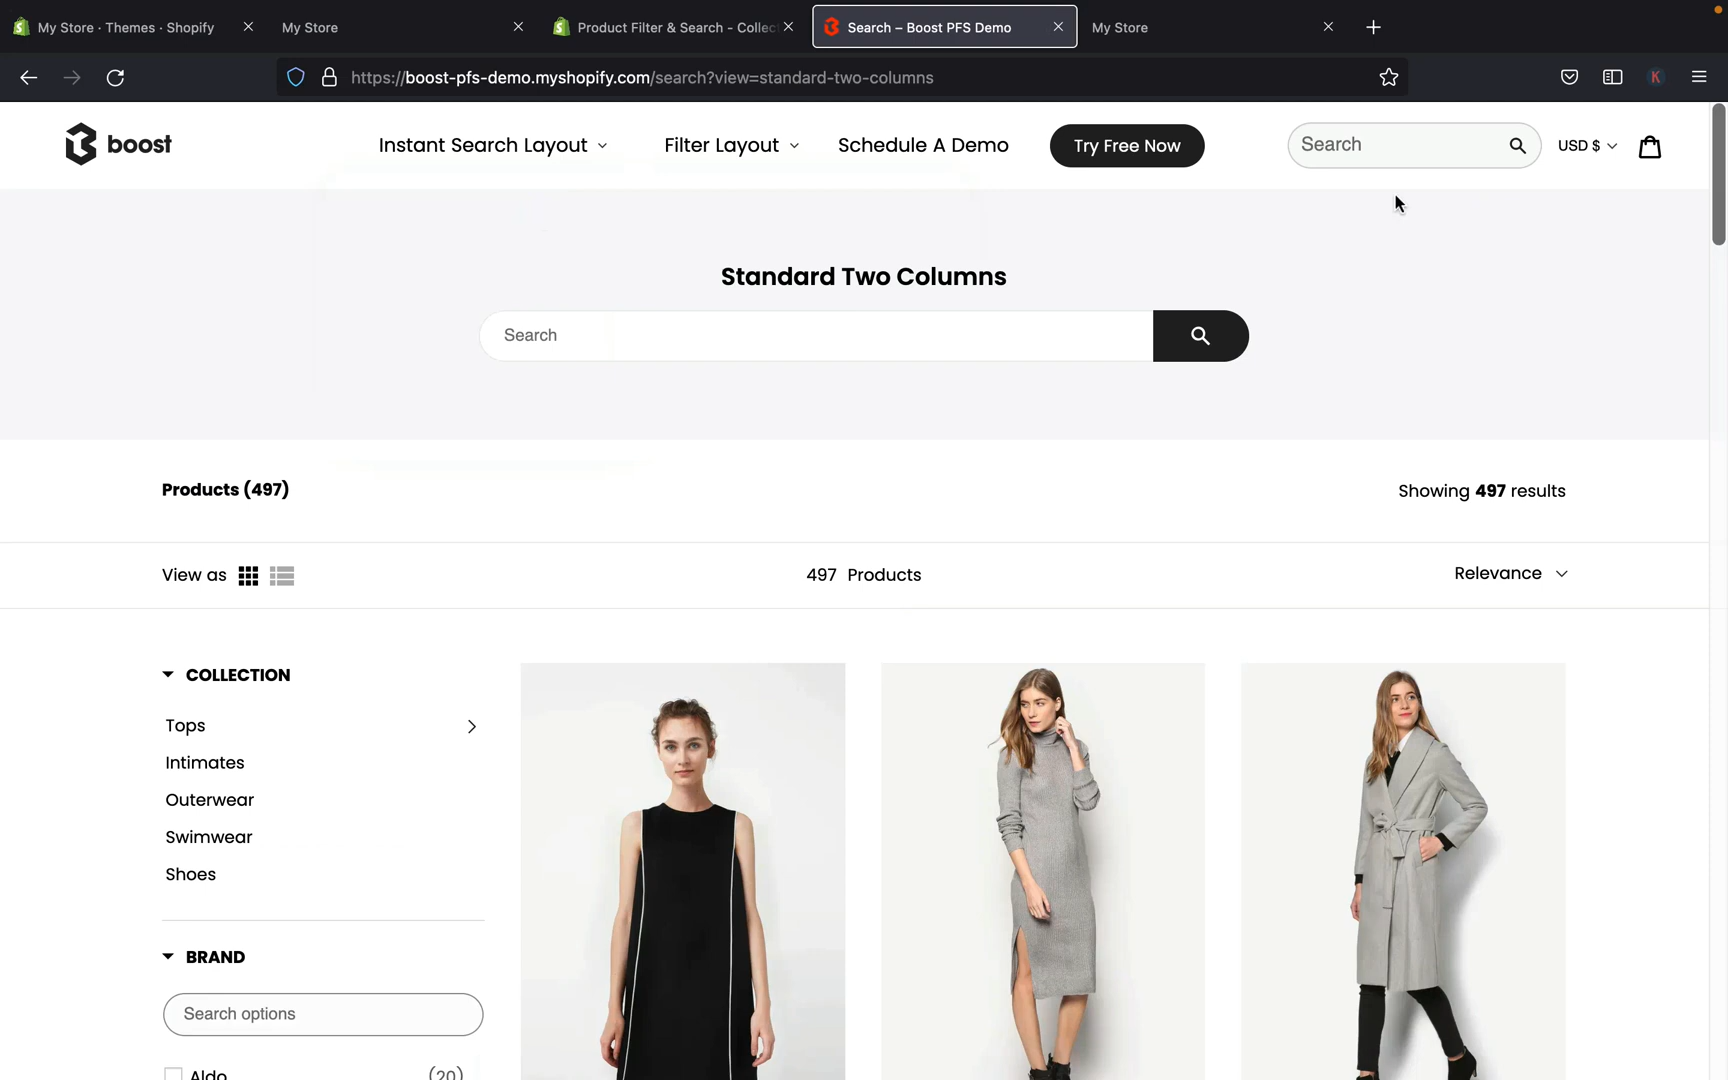 My Store · Themes · Shopify
My Store
Product Filter & Search - Collec
Search – Boost PFS Demo
My Store
https://boost-pfs-demo.myshopify.com/search?view=standard-two-columns
K
boost
Instant Search Layout
Filter Layout
Schedule A Demo
Try Free Now
Search
USD $
Standard Two Columns
Search
Products (497)
Showing 497 results
View as
497 Products
Relevance
COLLECTION
Tops
Intimates
Outerwear
Swimwear
Shoes
BRAND
Search options
Aldo (20)